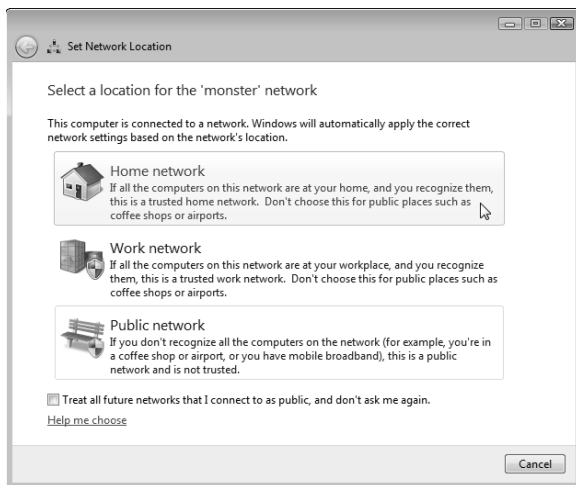 Set Network Location
Select a location for the 'monster' network
This computer is connected to a network. Windows will automatically apply the correct
network settings based on the network's location.
Home network
If all the computers on this network are at your home, and you recognize them,
this is a trusted home network.  Don't choose this for public places such as
coffee shops or airports.
Work network
If all the computers on this network are at your workplace, and you recognize
them, this is a trusted work network.  Don't choose this for public places such as
coffee shops or airports.
Public network
If you don't recognize all the computers on the network (for example, you're in
a coffee shop or airport, or you have mobile broadband), this is a public
network and is not trusted.
Treat all future networks that I connect to as public, and don't ask me again.
Help me choose
Cancel